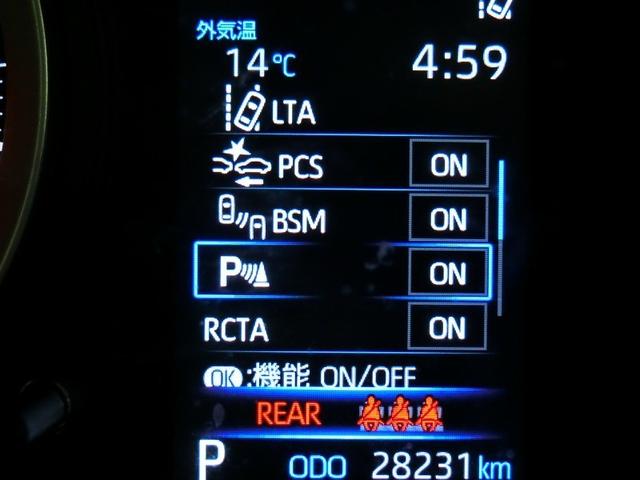 外気温
14℃ 4:59
LTA
PCS ON
BSM ON
P ON
RCTA ON
OK:機能 ON/OFF
REAR
P ODO 28231km